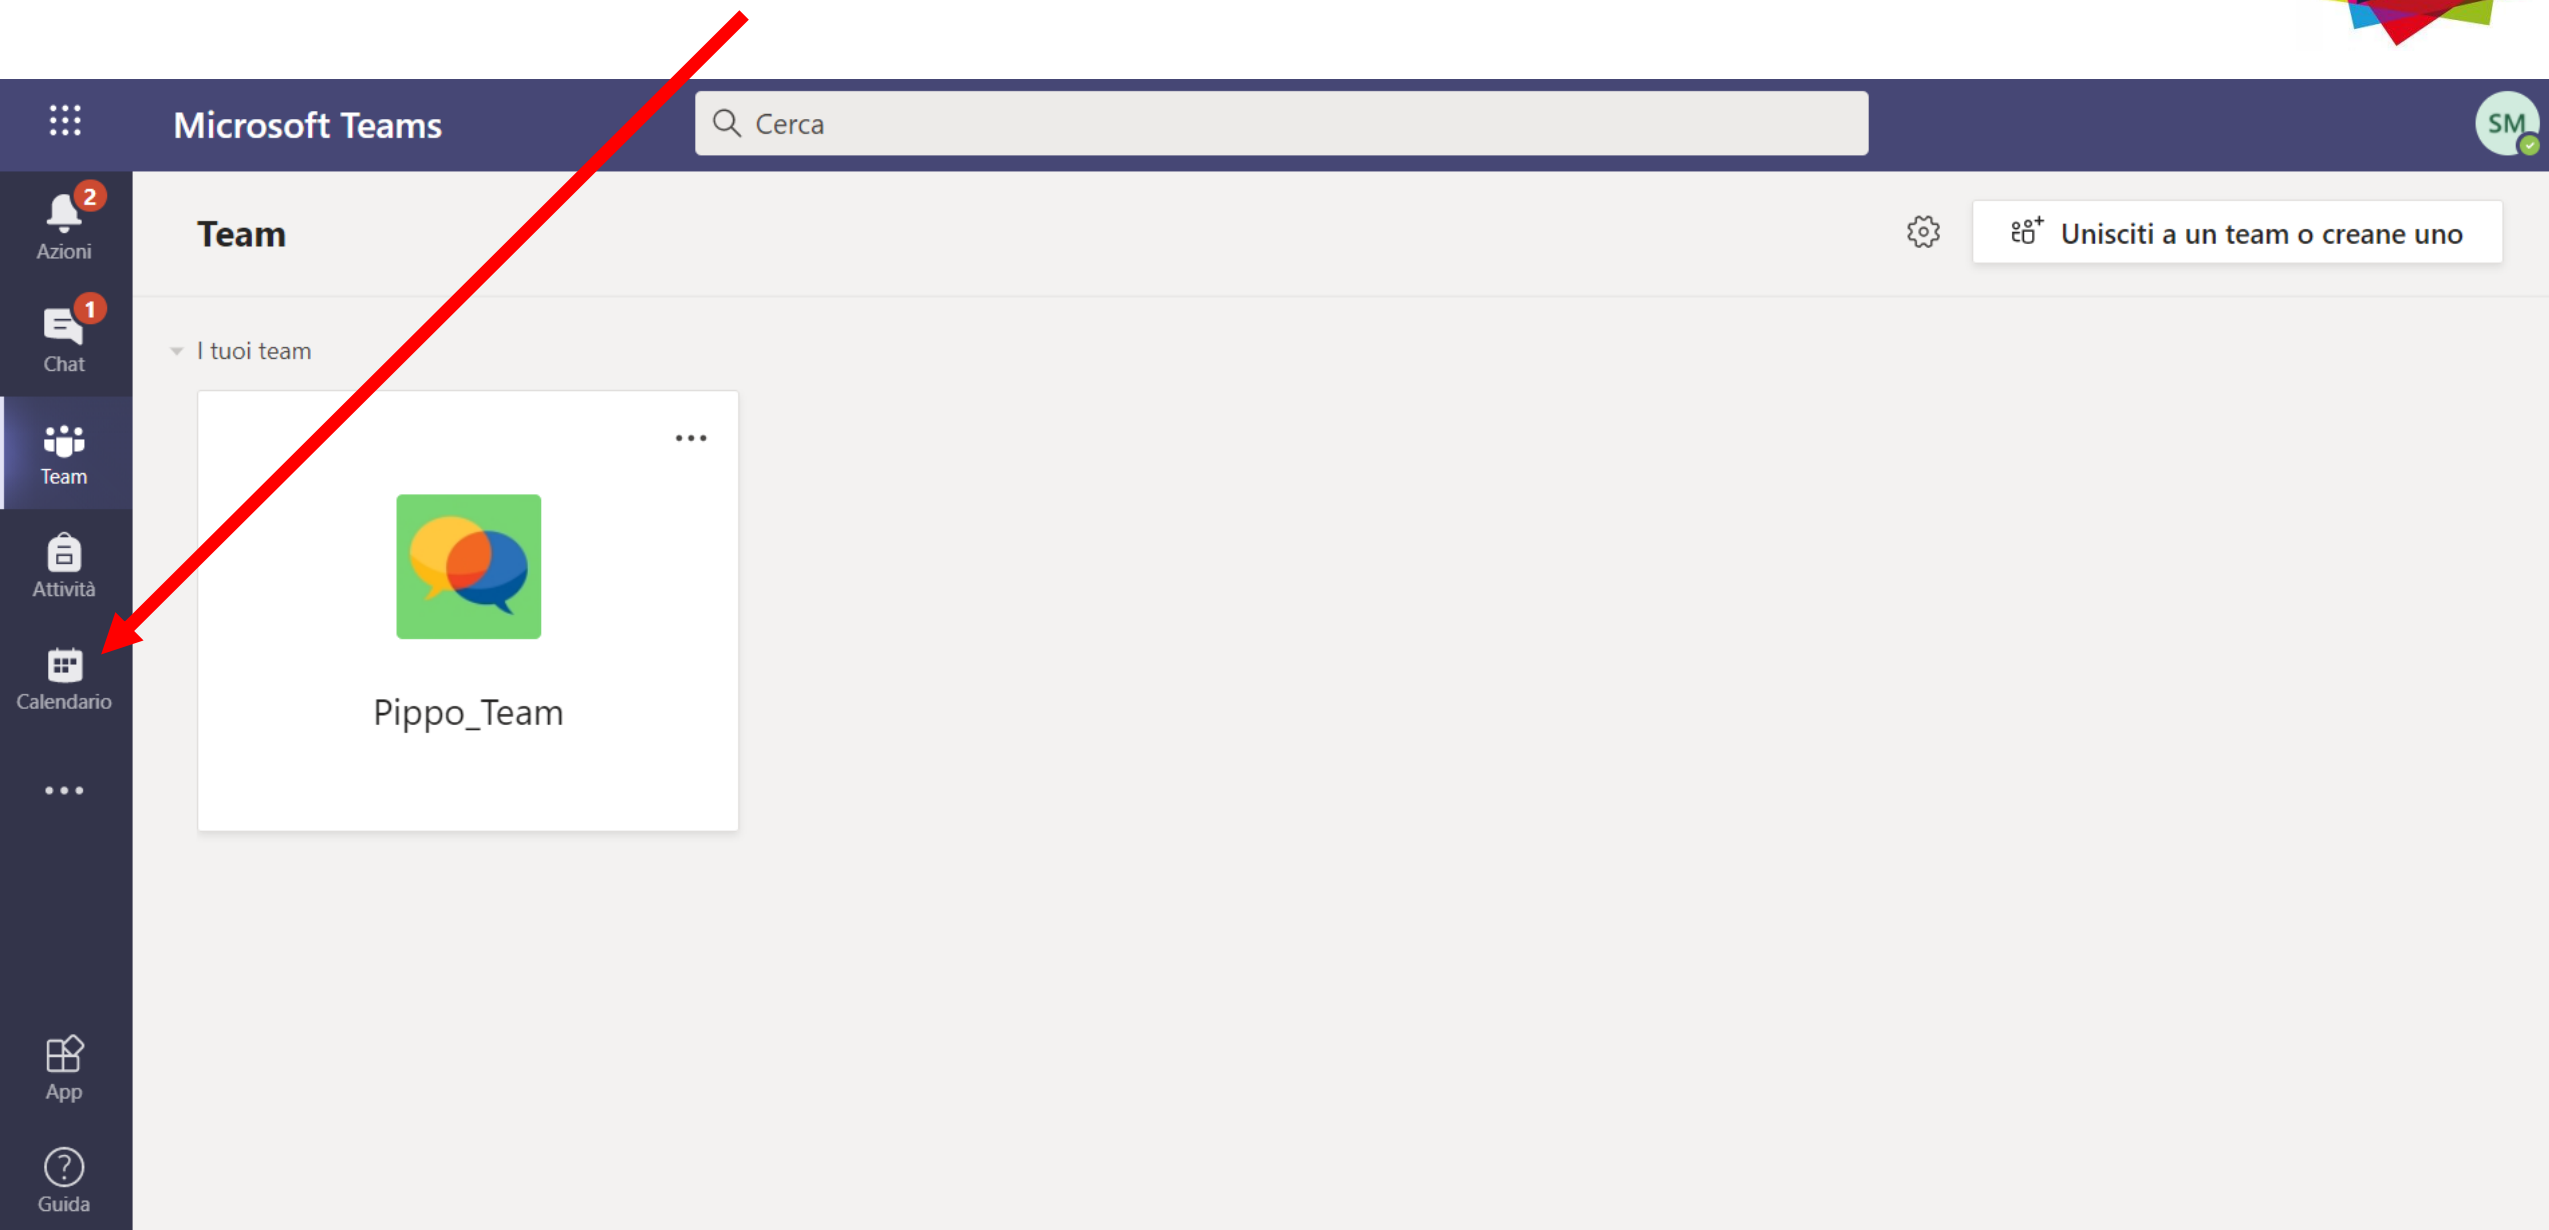 Microsoft Teams
Cerca
SM
2
Azioni
1
Chat
Team
Attività
Calendario
App
Guida
Team
Unisciti a un team o creane uno
I tuoi team
Pippo_Team